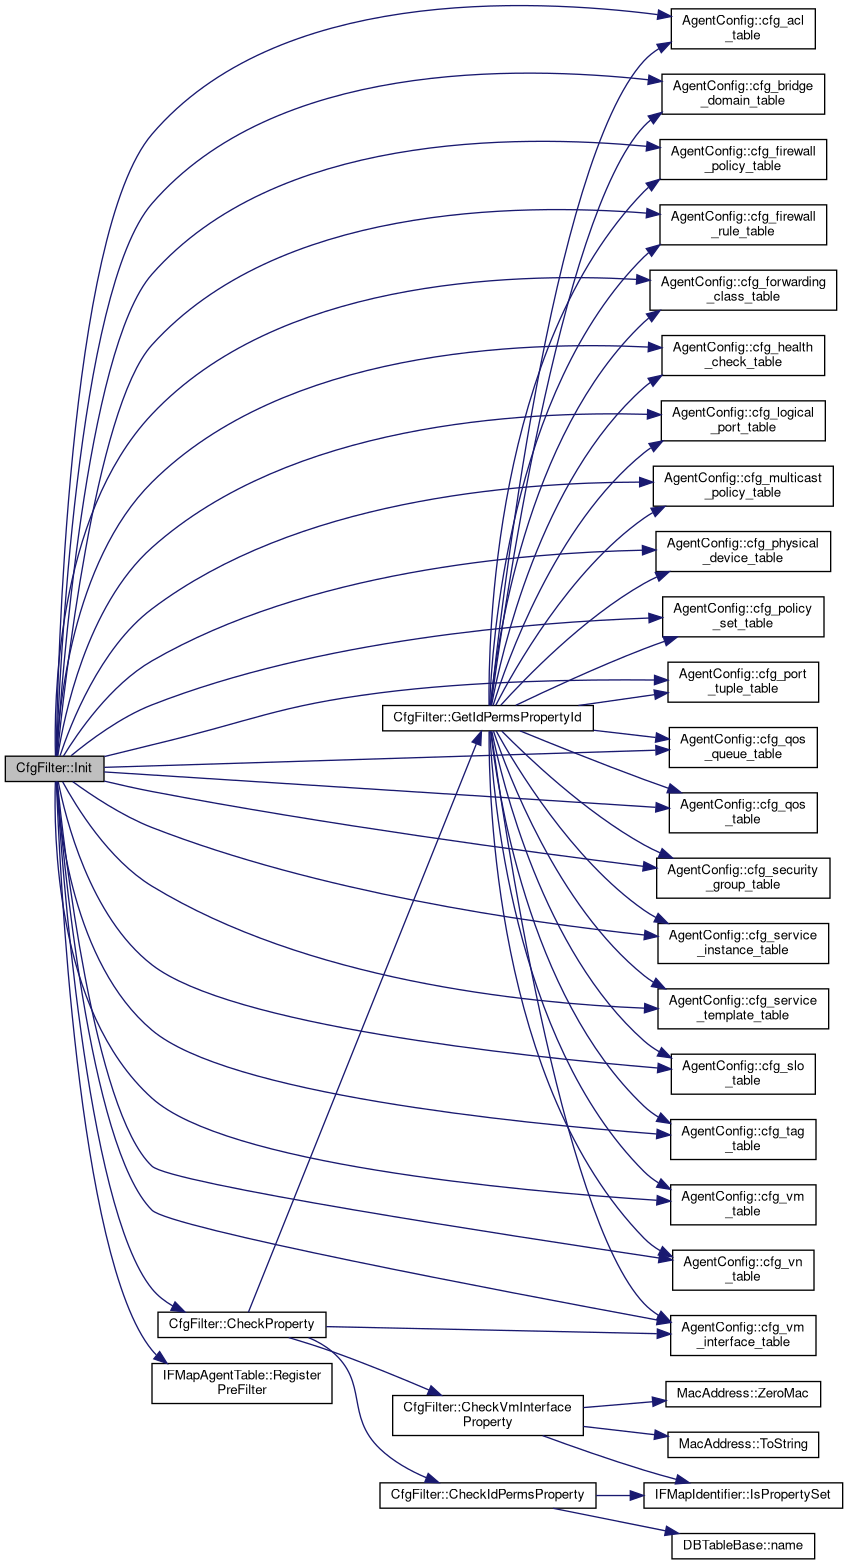 AgentConfig::cfg_acl
_table
AgentConfig::cfg_bridge
_domain_table
AgentConfig::cfg_firewall
_policy_table
AgentConfig::cfg_firewall
_rule_table
AgentConfig::cfg_forwarding
_class_table
AgentConfig::cfg_health
_check_table
AgentConfig::cfg_logical
_port_table
AgentConfig::cfg_multicast
_policy_table
AgentConfig::cfg_physical
_device_table
AgentConfig::cfg_policy
_set_table
AgentConfig::cfg_port
_tuple_table
CfgFilter::GetIdPermsPropertyId
AgentConfig::cfg_qos
_queue_table
CfgFilter::Init
AgentConfig::cfg_qos
_table
AgentConfig::cfg_security
_group_table
AgentConfig::cfg_service
_instance_table
AgentConfig::cfg_service
_template_table
AgentConfig::cfg_slo
_table
AgentConfig::cfg_tag
_table
AgentConfig::cfg_vm
_table
AgentConfig::cfg_vn
_table
CfgFilter::CheckProperty
AgentConfig::cfg_vm
_interface_table
IFMapAgentTable::Register
PreFilter
CfgFilter::CheckVmInterface
Property
MacAddress::ZeroMac
MacAddress::ToString
CfgFilter::CheckIdPermsProperty
IFMapIdentifier::IsPropertySet
DBTableBase::name